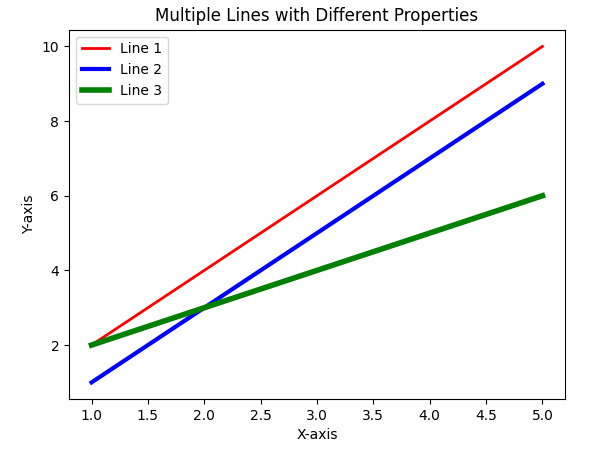 Multiple Lines with Different Properties
Line 1
Line 2
Line 3
Y-axis
10
8
6
4
2
1.0 1.5 2.0 2.5 3.0 3.5 4.0 4.5 5.0
X-axis